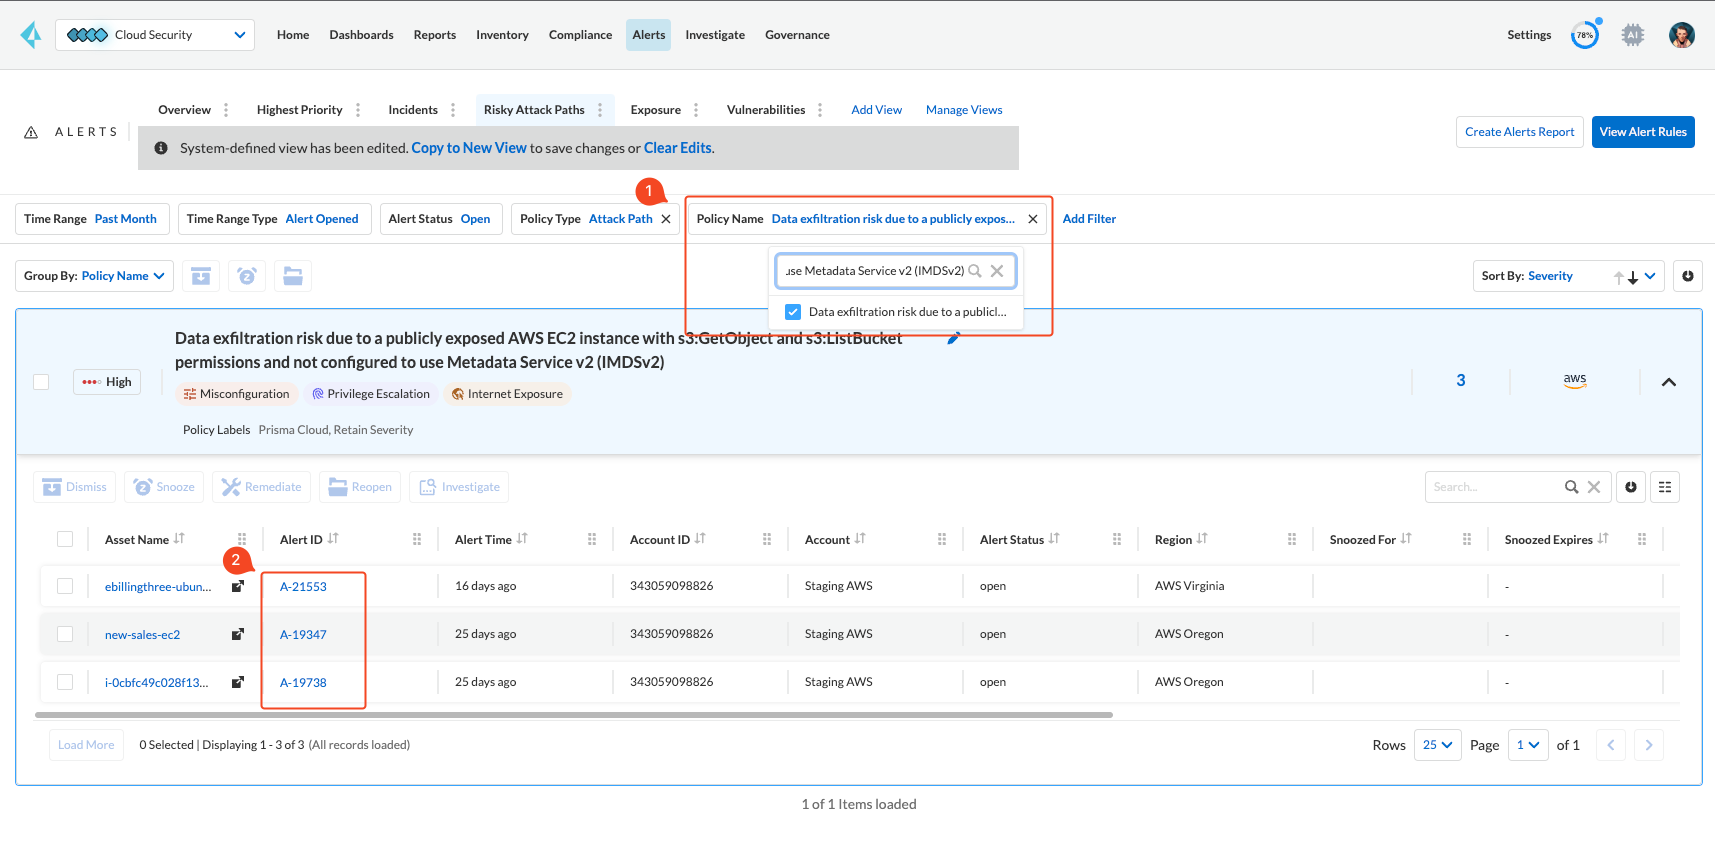 Cloud Security
Home Dashboards Reports Inventory Compliance Alerts Investigate Governance
Settings 78% AI
Overview Highest Priority Incidents Risky Attack Paths Exposure Vulnerabilities Add View Manage Views
ALERTS
System-defined view has been edited. Copy to New View to save changes or Clear Edits.
Create Alerts Report View Alert Rules
1
Time Range Past Month Time Range Type Alert Opened Alert Status Open Policy Type Attack Path Policy Name Data exfiltration risk due to a publicly expos... Add Filter
Group By: Policy Name
use Metadata Service v2 (IMDSv2)
Sort By: Severity
Data exfiltration risk due to a publicl...
Data exfiltration risk due to a publicly exposed AWS EC2 instance with s3:GetObject and s3:ListBucket
permissions and not configured to use Metadata Service v2 (IMDSv2)
High
3 aws
Misconfiguration Privilege Escalation Internet Exposure
Policy Labels Prisma Cloud, Retain Severity
Dismiss Snooze Remediate Reopen Investigate
Search...
Asset Name Alert ID Alert Time Account ID Account Alert Status Region Snoozed For Snoozed Expires
2
ebillingthree-ubun... A-21553 16 days ago 343059098826 Staging AWS open AWS Virginia -
new-sales-ec2 A-19347 25 days ago 343059098826 Staging AWS open AWS Oregon -
i-0cbfc49c028f13... A-19738 25 days ago 343059098826 Staging AWS open AWS Oregon -
Load More 0 Selected | Displaying 1 - 3 of 3 (All records loaded)
Rows 25 Page 1 of 1
1 of 1 Items loaded